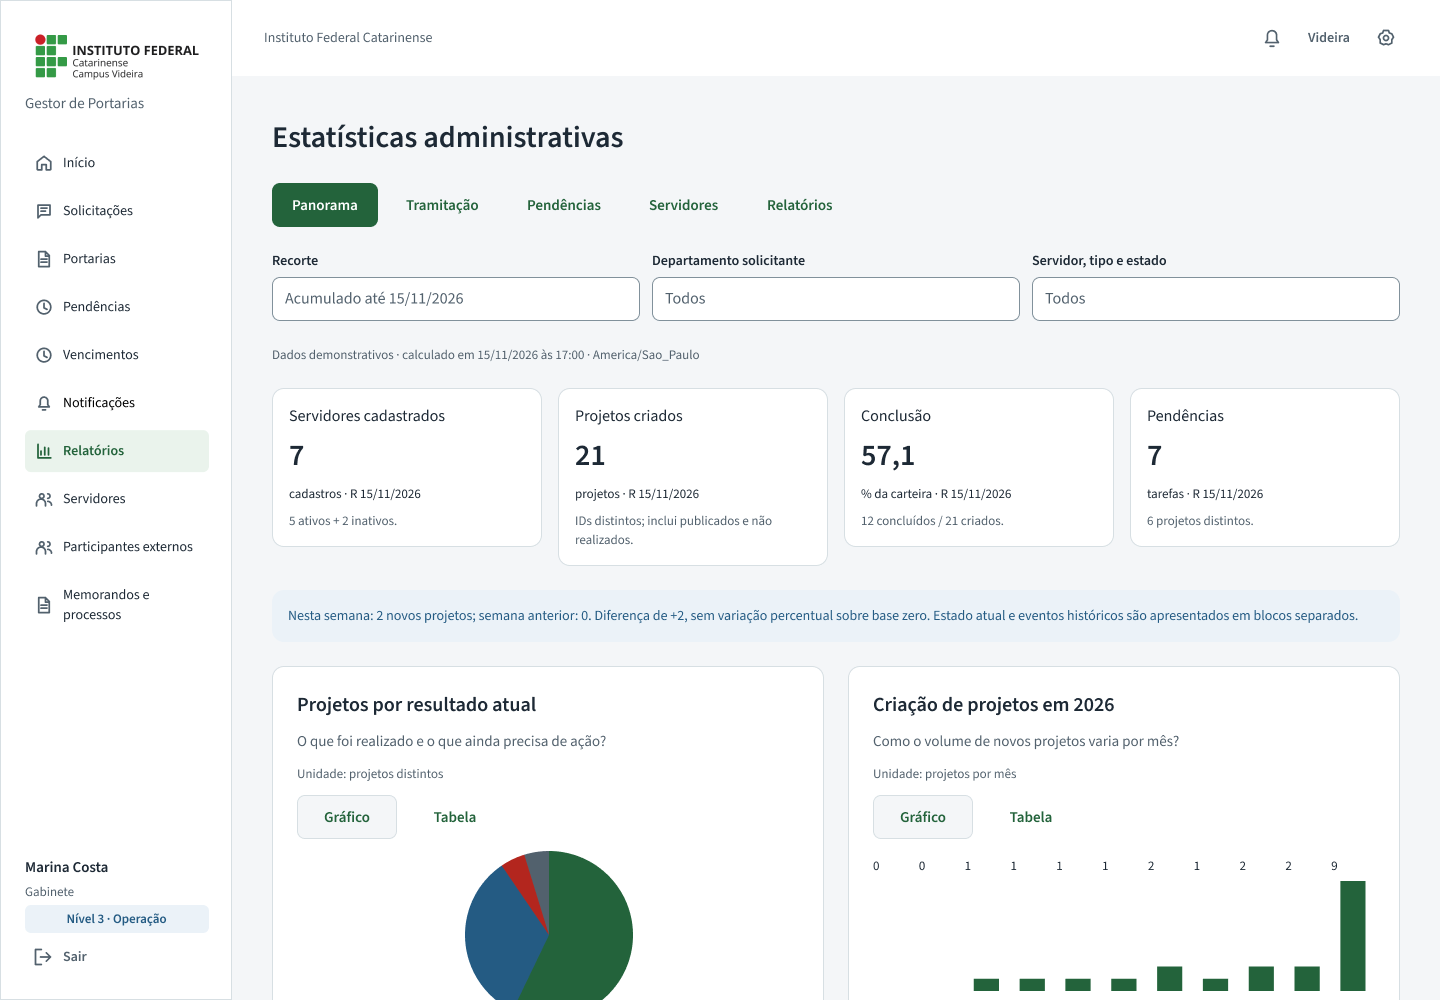 INSTITUTO FEDERAL
Catarinense
Campus Videira
Gestor de Portarias
Início
Solicitações
Portarias
Pendências
Vencimentos
Notificações
Relatórios
Servidores
Participantes externos
Memorandos e
processos
Marina Costa
Gabinete
Nível 3 · Operação
Sair
Instituto Federal Catarinense
Videira
Estatísticas administrativas
Panorama
Tramitação
Pendências
Servidores
Relatórios
Recorte
Departamento solicitante
Servidor, tipo e estado
Acumulado até 15/11/2026
Todos
Todos
Dados demonstrativos · calculado em 15/11/2026 às 17:00 · America/Sao_Paulo
Servidores cadastrados
7
cadastros · R 15/11/2026
5 ativos + 2 inativos.
Projetos criados
21
projetos · R 15/11/2026
IDs distintos; inclui publicados e não
realizados.
Conclusão
57,1
% da carteira · R 15/11/2026
12 concluídos / 21 criados.
Pendências
7
tarefas · R 15/11/2026
6 projetos distintos.
Nesta semana: 2 novos projetos; semana anterior: 0. Diferença de +2, sem variação percentual sobre base zero. Estado atual e eventos históricos são apresentados em blocos separados.
Projetos por resultado atual
O que foi realizado e o que ainda precisa de ação?
Unidade: projetos distintos
Gráfico
Tabela
Criação de projetos em 2026
Como o volume de novos projetos varia por mês?
Unidade: projetos por mês
Gráfico
Tabela
0 0 1 1 1 1 2 1 2 2 9